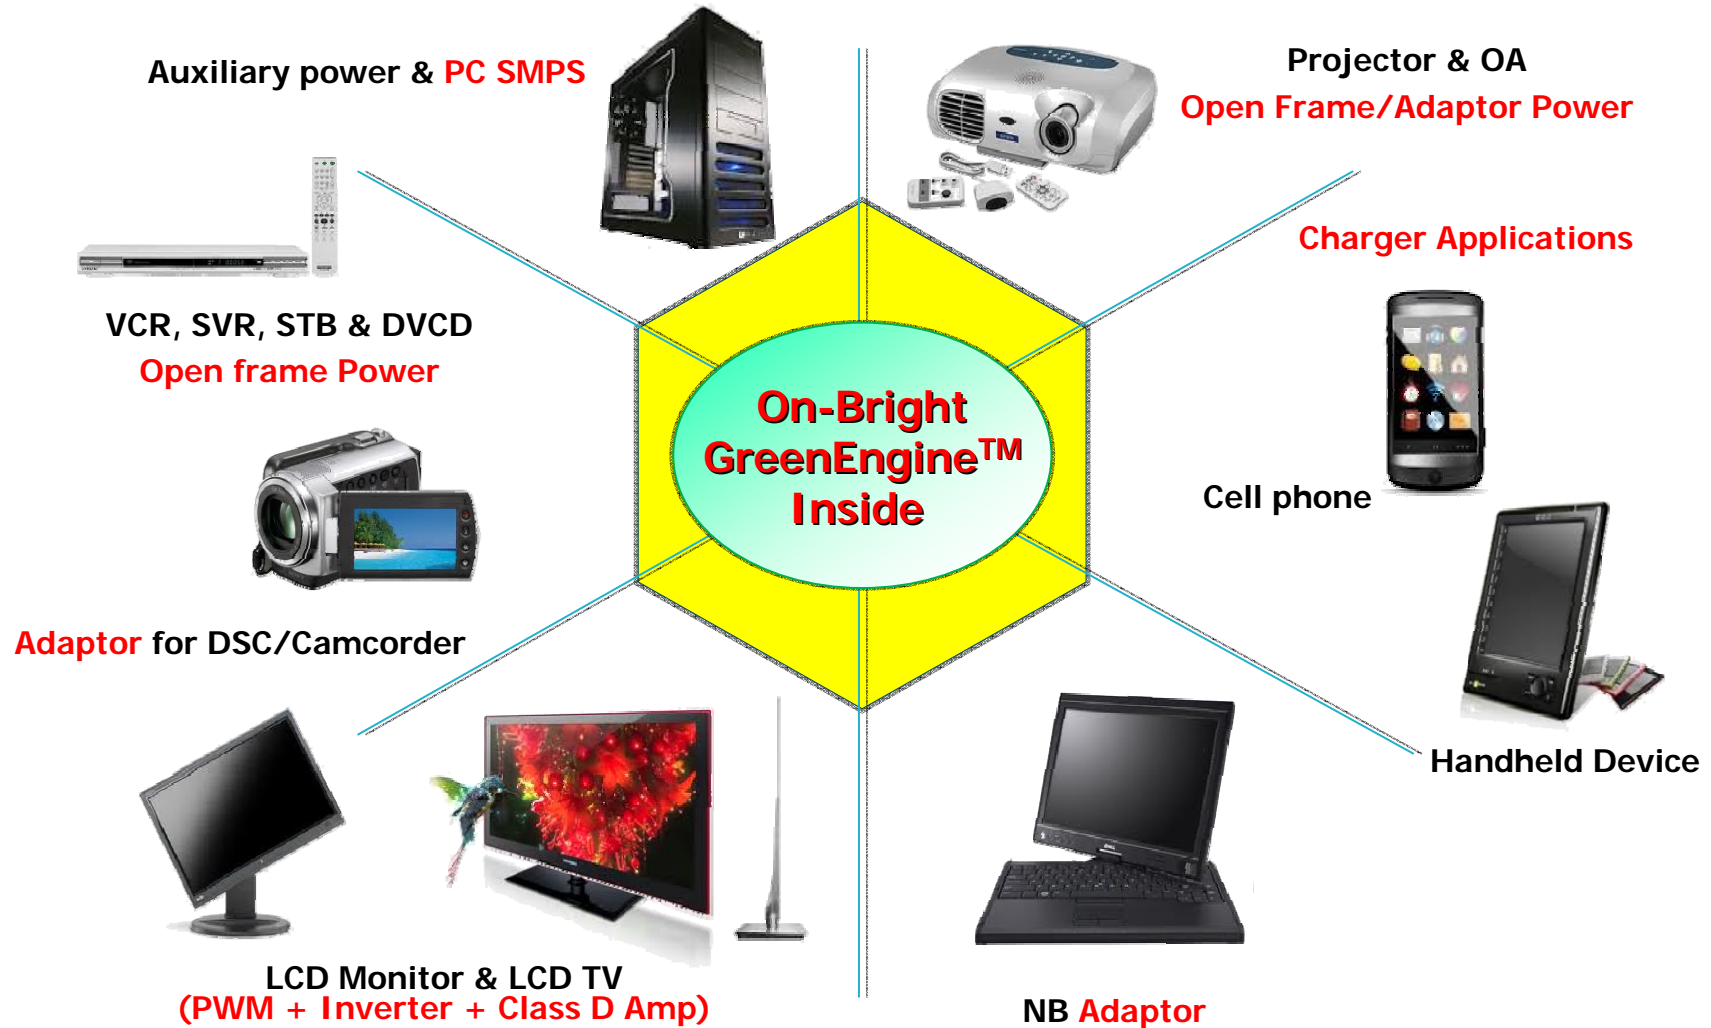 Auxiliary power & PC SMPS
Projector & OA
Open Frame/Adaptor Power
Charger Applications
VCR, SVR, STB & DVCD
Open frame Power
On-Bright
GreenEngine™
Inside
Cell phone
Adaptor for DSC/Camcorder
Handheld Device
LCD Monitor & LCD TV
(PWM + Inverter + Class D Amp)
NB Adaptor